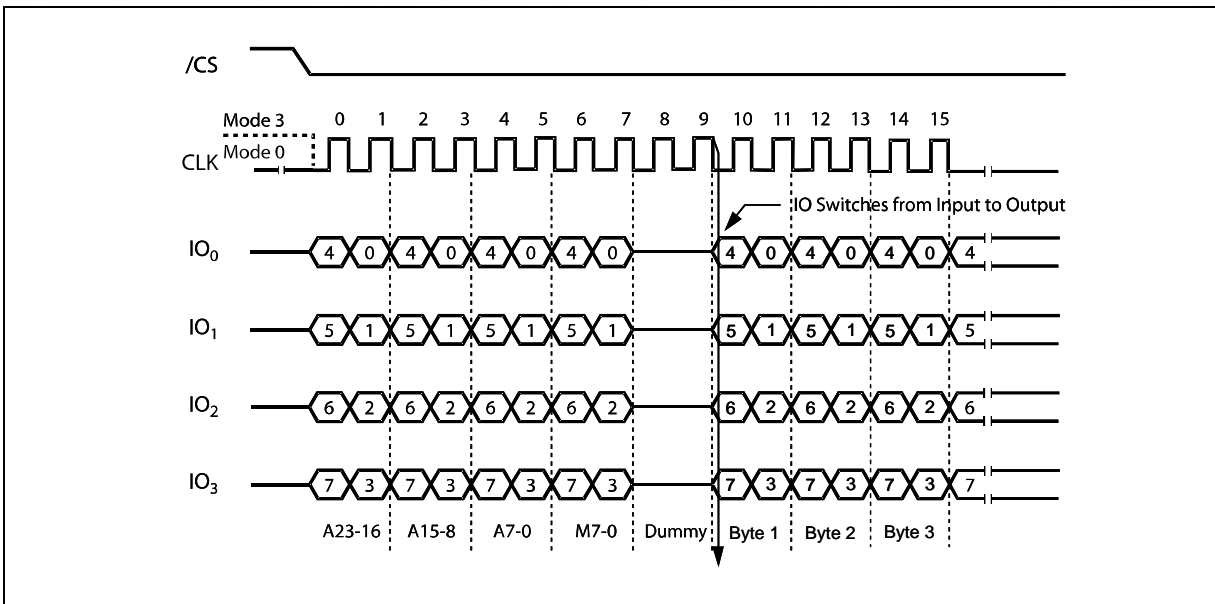 /CS
Mode 3 0 1 2 3 4 5 6 7 8 9 10 11 12 13 14 15
CLK Mode 0
IO Switches from Input to Output
IO0 4 0 4 0 4 0 4 0 4 0 4 0 4 0 4
IO1 5 1 5 1 5 1 5 1 5 1 5 1 5 1 5
IO2 6 2 6 2 6 2 6 2 6 2 6 2 6 2 6
IO3 7 3 7 3 7 3 7 3 7 3 7 3 7 3 7
A23-16 A15-8 A7-0 M7-0 Dummy Byte 1 Byte 2 Byte 3